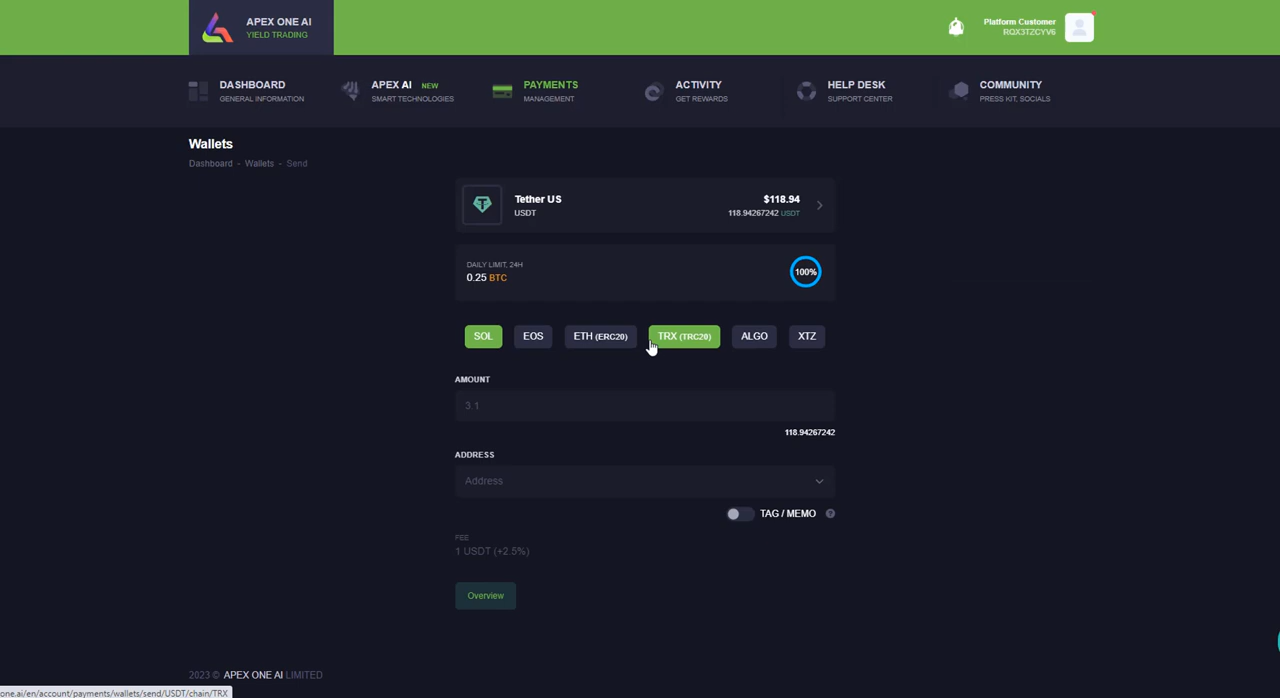 APEX ONE AI
YIELD TRADING
Platform Customer
RQX3TZCYV6
DASHBOARD
GENERAL INFORMATION
APEX AI NEW
SMART TECHNOLOGIES
PAYMENTS
MANAGEMENT
ACTIVITY
GET REWARDS
HELP DESK
SUPPORT CENTER
COMMUNITY
PRESS KIT, SOCIALS
Wallets
Dashboard - Wallets - Send
Tether US
USDT
$118.94
118.94267242 USDT
DAILY LIMIT, 24H
0.25 BTC
100%
SOL EOS ETH (ERC20) TRX (TRC20) ALGO XTZ
AMOUNT
3.1
118.94267242
ADDRESS
Address
TAG / MEMO
FEE
1 USDT (+2.5%)
Overview
2023 © APEX ONE AI LIMITED
one.ai/en/account/payments/wallets/send/USDT/chain/TRX